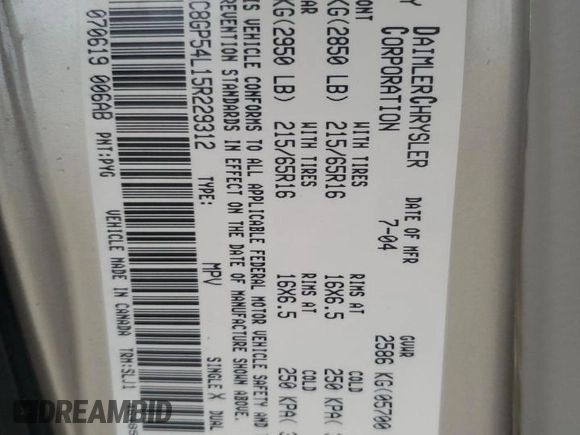 Y DAIMLERCHRYSLER
CORPORATION
DATE OF MFR
7-04
GVWR
2586 KG(05700
ONT
KG(2850 LB)
WITH TIRES
215/65R16
RIMS AT
16X6.5
COLD
250 KPA(
AR
KG(2850 LB)
WITH TIRES
215/65R16
RIMS AT
16X6.5
COLD
250 KPA(
IS VEHICLE CONFORMS TO ALL APPLICABLE FEDERAL MOTOR VEHICLE SAFETY AND
REVENTION STANDARDS IN EFFECT ON THE DATE OF MANUFACTURE SHOWN ABOVE.
C8GP54L15R229312
TYPE: MPV
SINGLE X DUAL
070619 006AB
PNT:PYG
VEHICLE MADE IN CANADA
TRM:SLJ1
DREAMBID